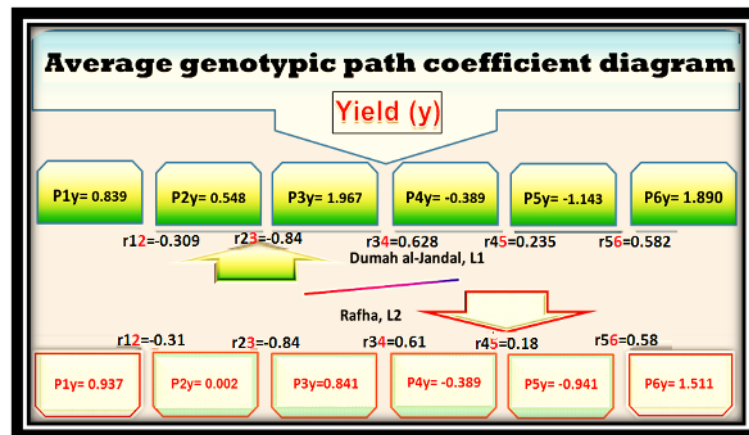 Average genotypic path coefficient diagram
Yield (y)
P1y= 0.839 P2y= 0.548 P3y= 1.967 P4y= -0.389 P5y= -1.143 P6y= 1.890
r12=-0.309 r23=-0.84 r34=0.628 r45=0.235 r56=0.582
Dumah al-Jandal, L1
Rafha, L2
r12=-0.31 r23=-0.84 r34=0.61 r45=0.18 r56=0.58
P1y= 0.937 P2y= 0.002 P3y=0.841 P4y= -0.389 P5y= -0.941 P6y= 1.511